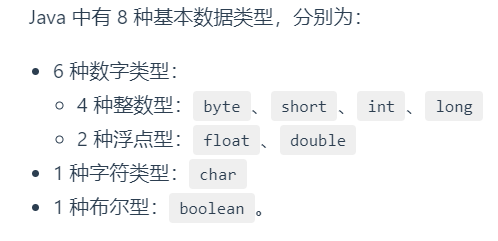 Java 中有 8 种基本数据类型，分别为：
6 种数字类型：
4 种整数型：byte、short、int、long
2 种浮点型：float、double
1 种字符类型：char
1 种布尔型：boolean。